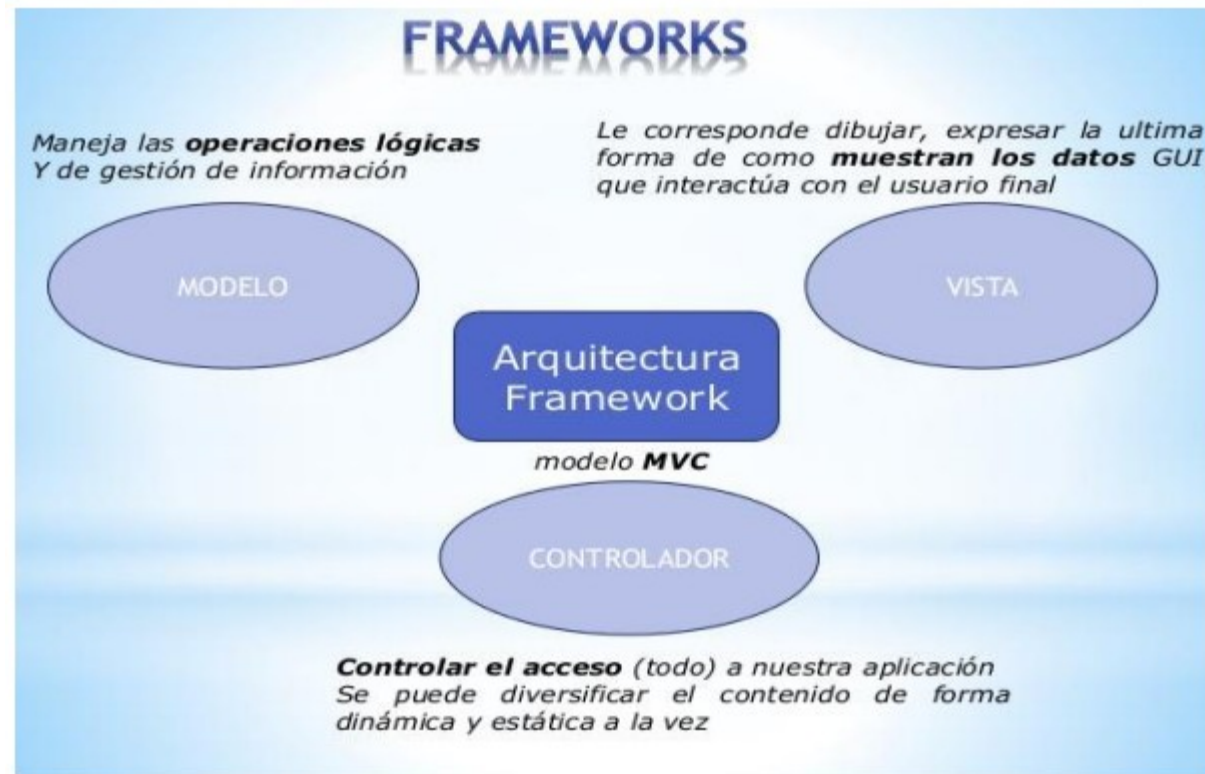 FRAMEWORKS
Maneja las operaciones lógicas
Y de gestión de información
Le corresponde dibujar, expresar la ultima
forma de como muestran los datos GUI
que interactúa con el usuario final
MODELO
VISTA
Arquitectura
Framework
modelo MVC
CONTROLADOR
Controlar el acceso (todo) a nuestra aplicación
Se puede diversificar el contenido de forma
dinámica y estática a la vez